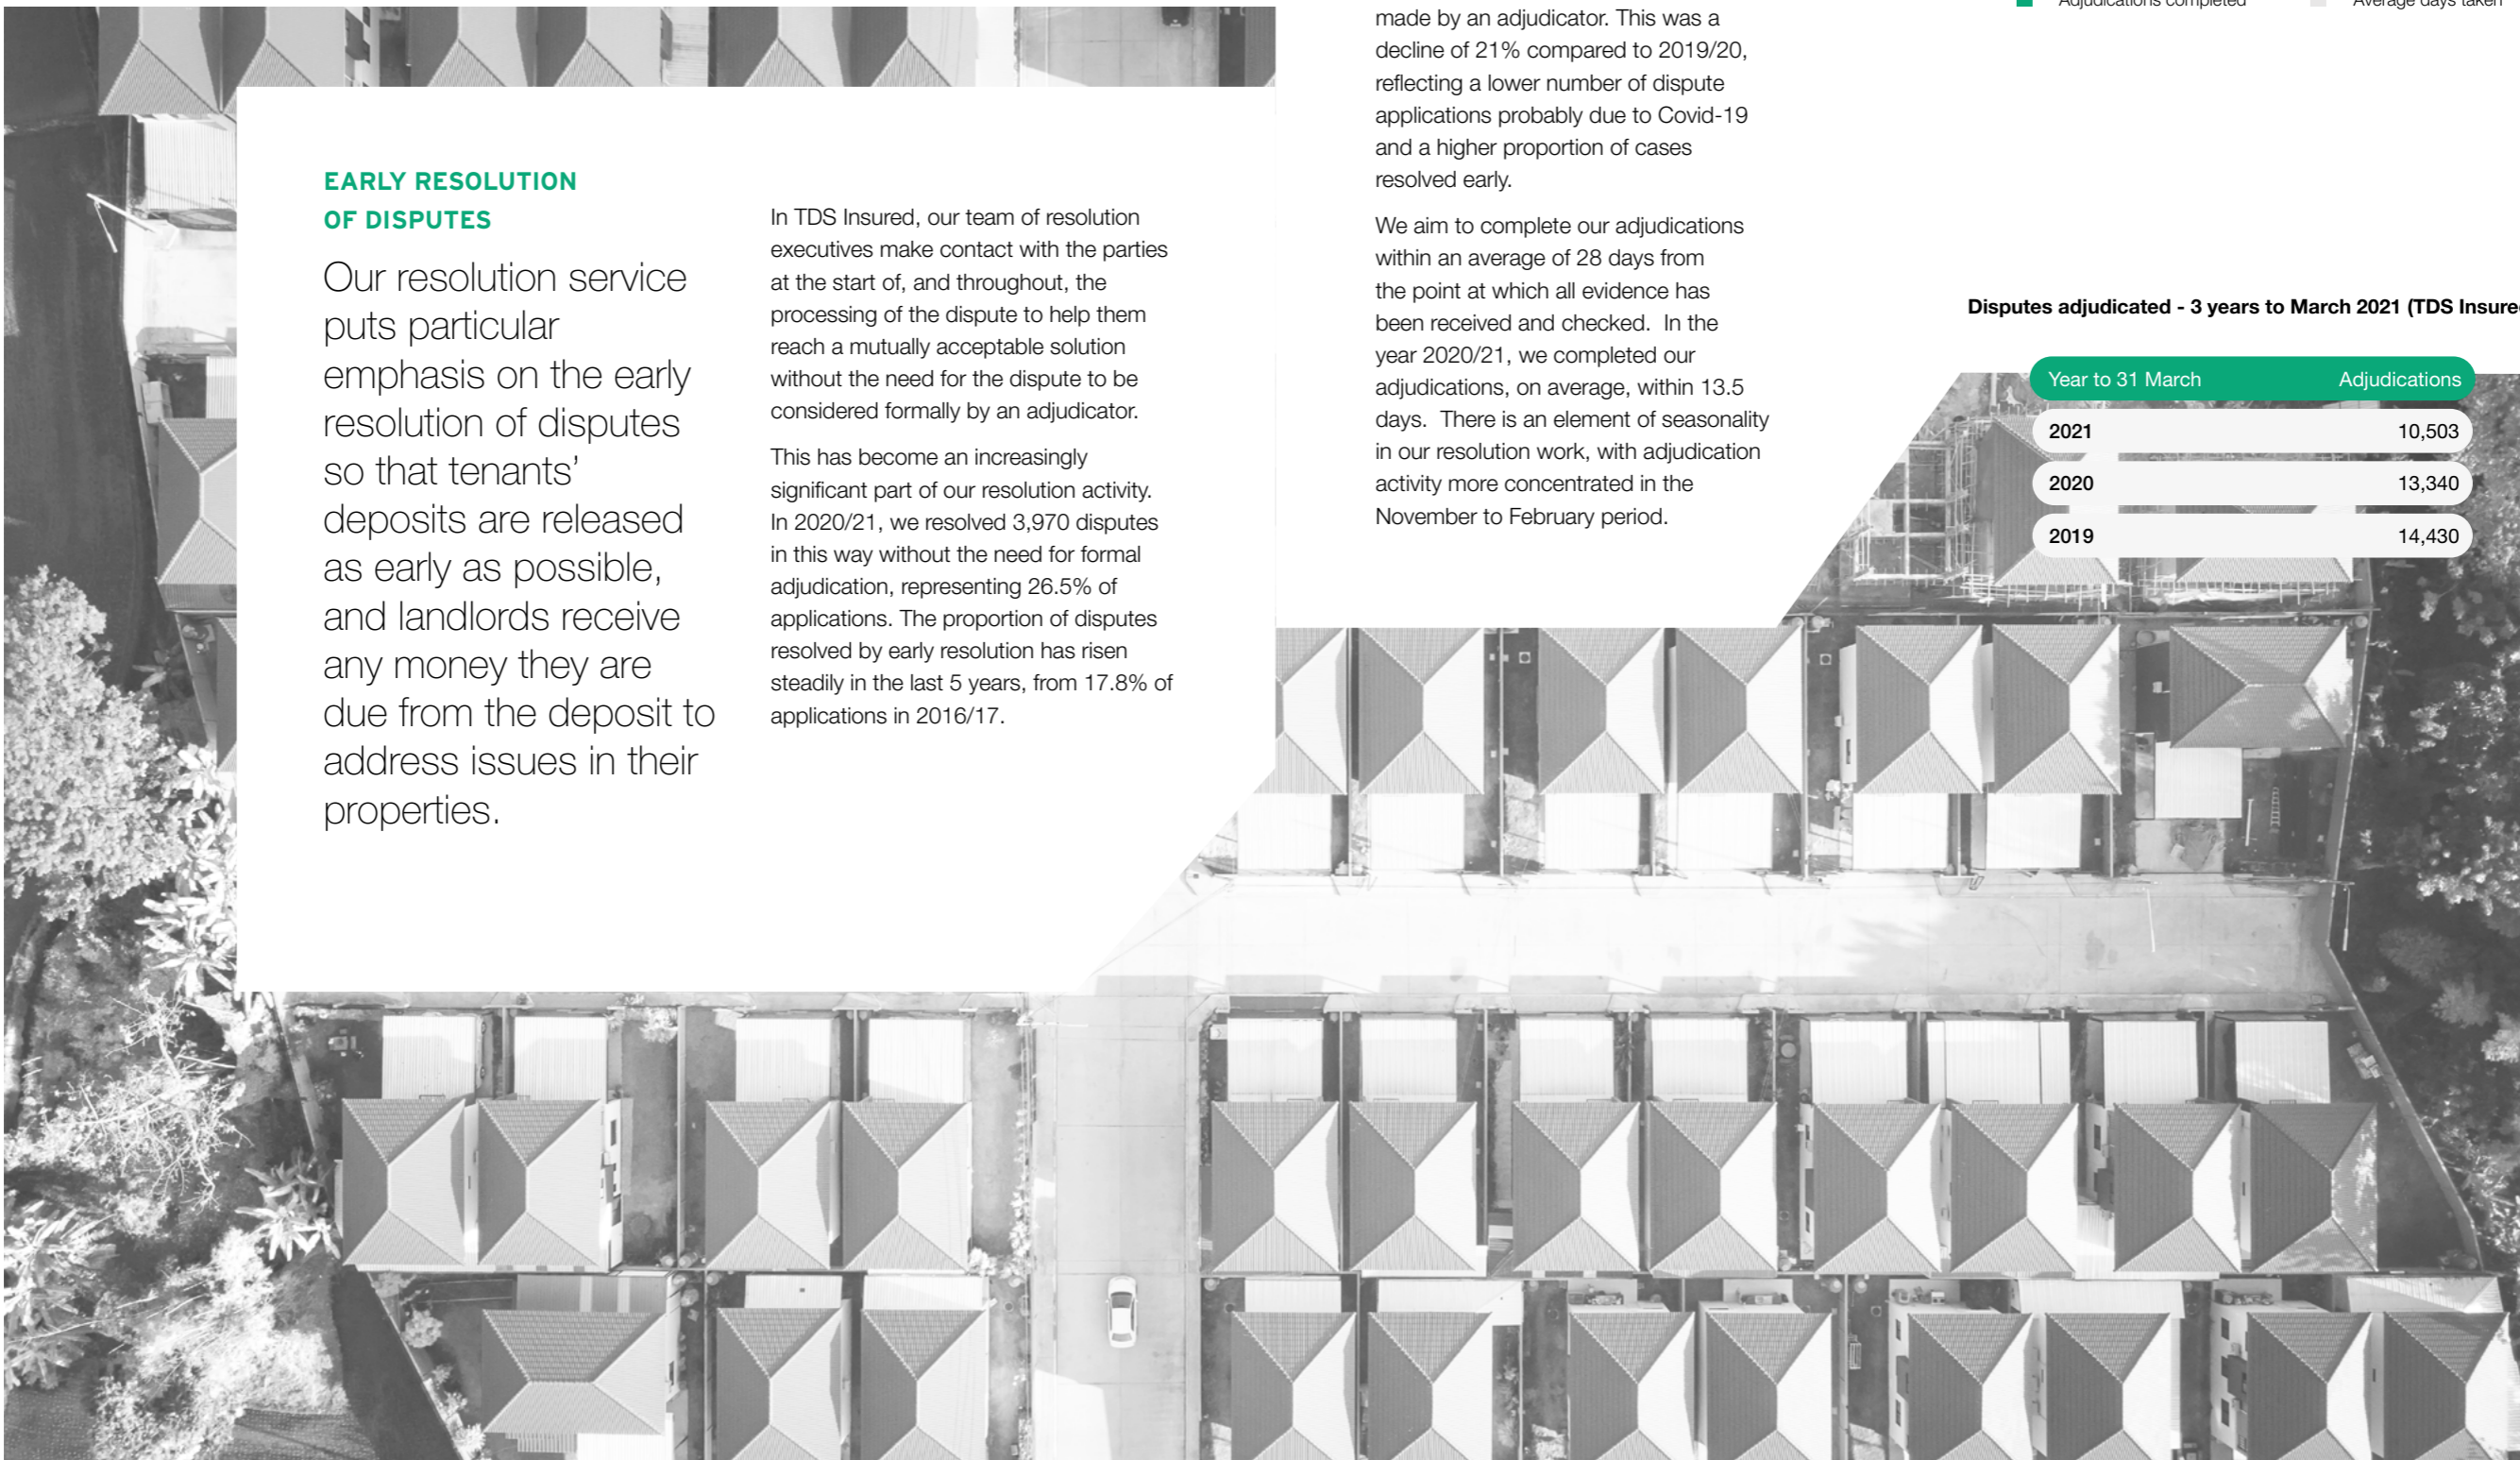 EARLY RESOLUTION
OF DISPUTES
Our resolution service
puts particular
emphasis on the early
resolution of disputes
so that tenants’
deposits are released
as early as possible,
and landlords receive
any money they are
due from the deposit to
address issues in their
properties.
In TDS Insured, our team of resolution
executives make contact with the parties
at the start of, and throughout, the
processing of the dispute to help them
reach a mutually acceptable solution
without the need for the dispute to be
considered formally by an adjudicator.
This has become an increasingly
significant part of our resolution activity.
In 2020/21, we resolved 3,970 disputes
in this way without the need for formal
adjudication, representing 26.5% of
applications. The proportion of disputes
resolved by early resolution has risen
steadily in the last 5 years, from 17.8% of
applications in 2016/17.
made by an adjudicator. This was a
decline of 21% compared to 2019/20,
reflecting a lower number of dispute
applications probably due to Covid-19
and a higher proportion of cases
resolved early.
We aim to complete our adjudications
within an average of 28 days from
the point at which all evidence has
been received and checked.  In the
year 2020/21, we completed our
adjudications, on average, within 13.5
days.  There is an element of seasonality
in our resolution work, with adjudication
activity more concentrated in the
November to February period.
Adjudications completed Average days taken
Disputes adjudicated - 3 years to March 2021 (TDS
Year to 31 March Adjudications
2021 10,503
2020 13,340
2019 14,430